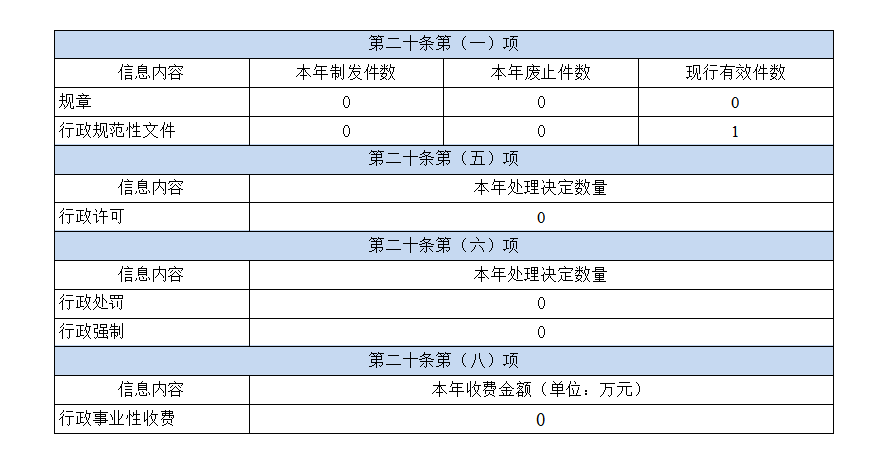 第二十条第（一）项
信息内容 本年制发件数 本年废止件数 现行有效件数
规章 0 0 0
行政规范性文件 0 0 1
第二十条第（五）项
信息内容 本年处理决定数量
行政许可 0
第二十条第（六）项
信息内容 本年处理决定数量
行政处罚 0
行政强制 0
第二十条第（八）项
信息内容 本年收费金额（单位：万元）
行政事业性收费 0